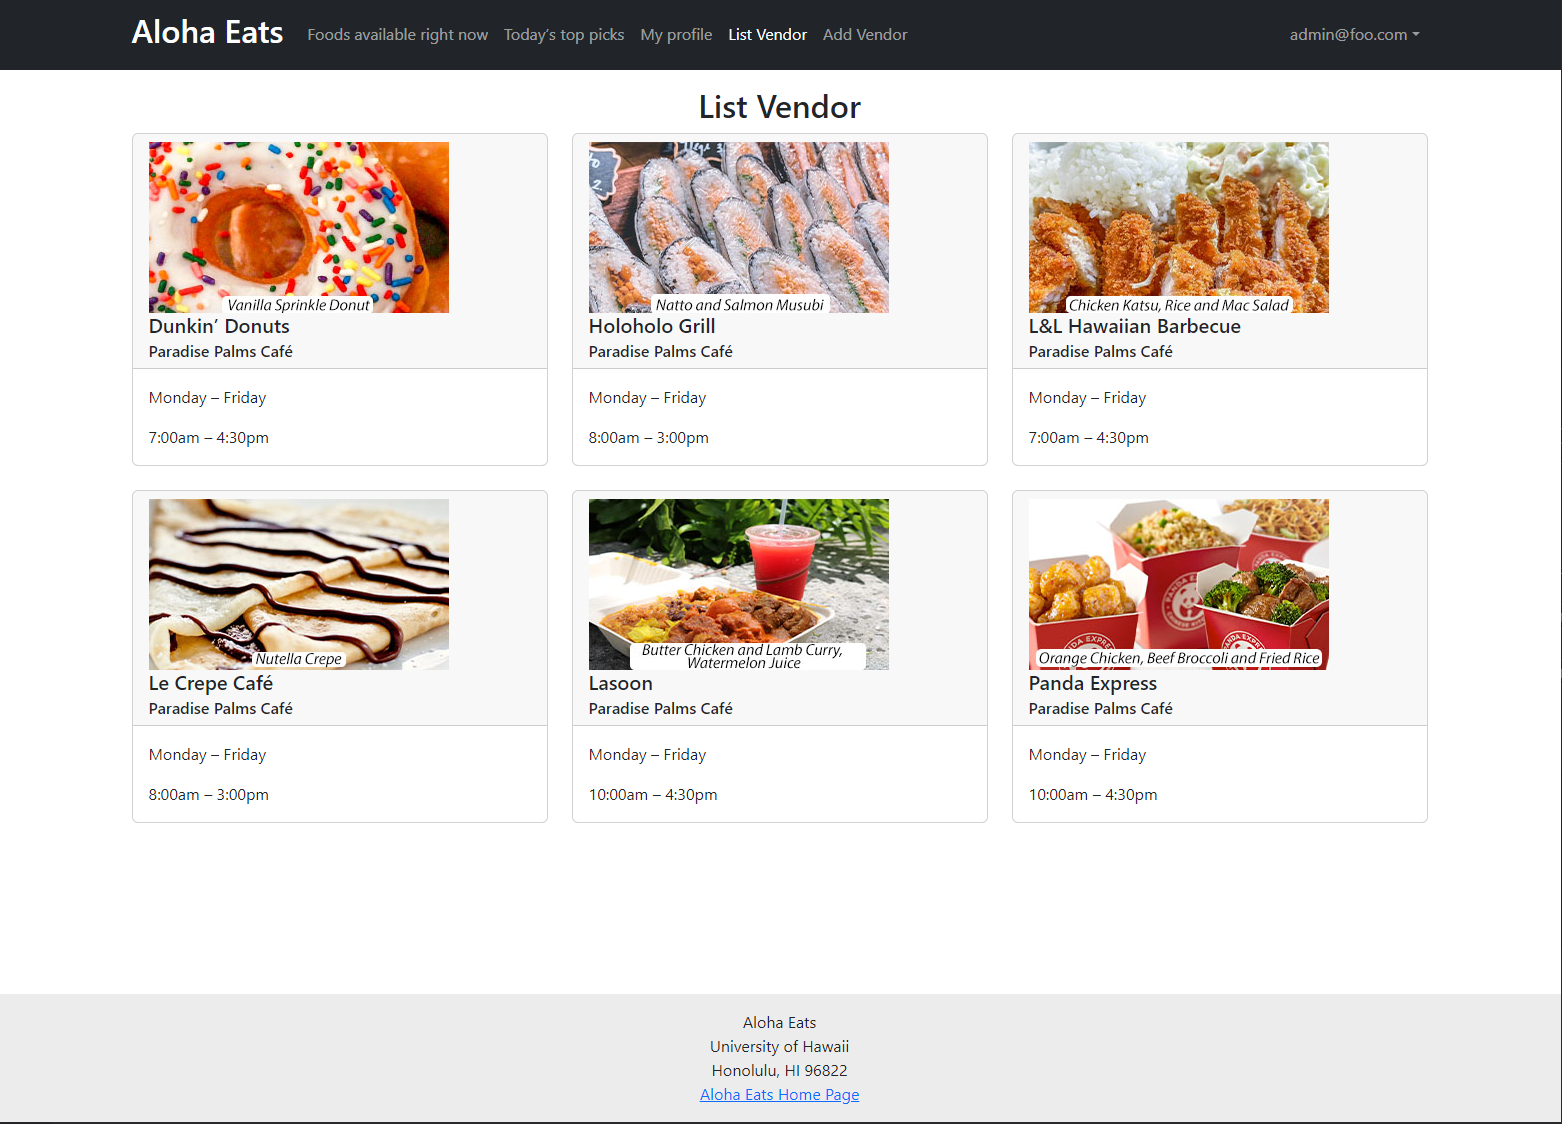 Aloha Eats
Foods available right now
Today's top picks
My profile
List Vendor
Add Vendor
admin@foo.com
List Vendor
Vanilla Sprinkle Donut
Dunkin' Donuts
Paradise Palms Café
Monday – Friday
7:00am – 4:30pm
Natto and Salmon Musubi
Holoholo Grill
Paradise Palms Café
Monday – Friday
8:00am – 3:00pm
Chicken Katsu, Rice and Mac Salad
L&L Hawaiian Barbecue
Paradise Palms Café
Monday – Friday
7:00am – 4:30pm
Nutella Crepe
Le Crepe Café
Paradise Palms Café
Monday – Friday
8:00am – 3:00pm
Butter Chicken and Lamb Curry,
Watermelon Juice
Lasoon
Paradise Palms Café
Monday – Friday
10:00am – 4:30pm
PANDA EXPRESS
PANDA EXPRESS
Orange Chicken, Beef Broccoli and Fried Rice
Panda Express
Paradise Palms Café
Monday – Friday
10:00am – 4:30pm
Aloha Eats
University of Hawaii
Honolulu, HI 96822
Aloha Eats Home Page